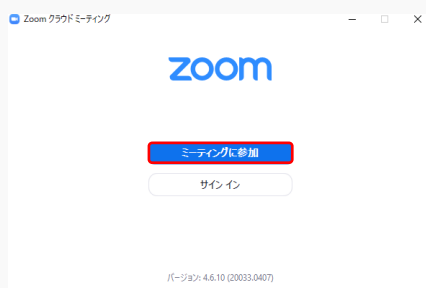 Zoom クラウド ミーティング
zoom
ミーティングに参加
サイン イン
バージョン: 4.6.10 (20033.0407)